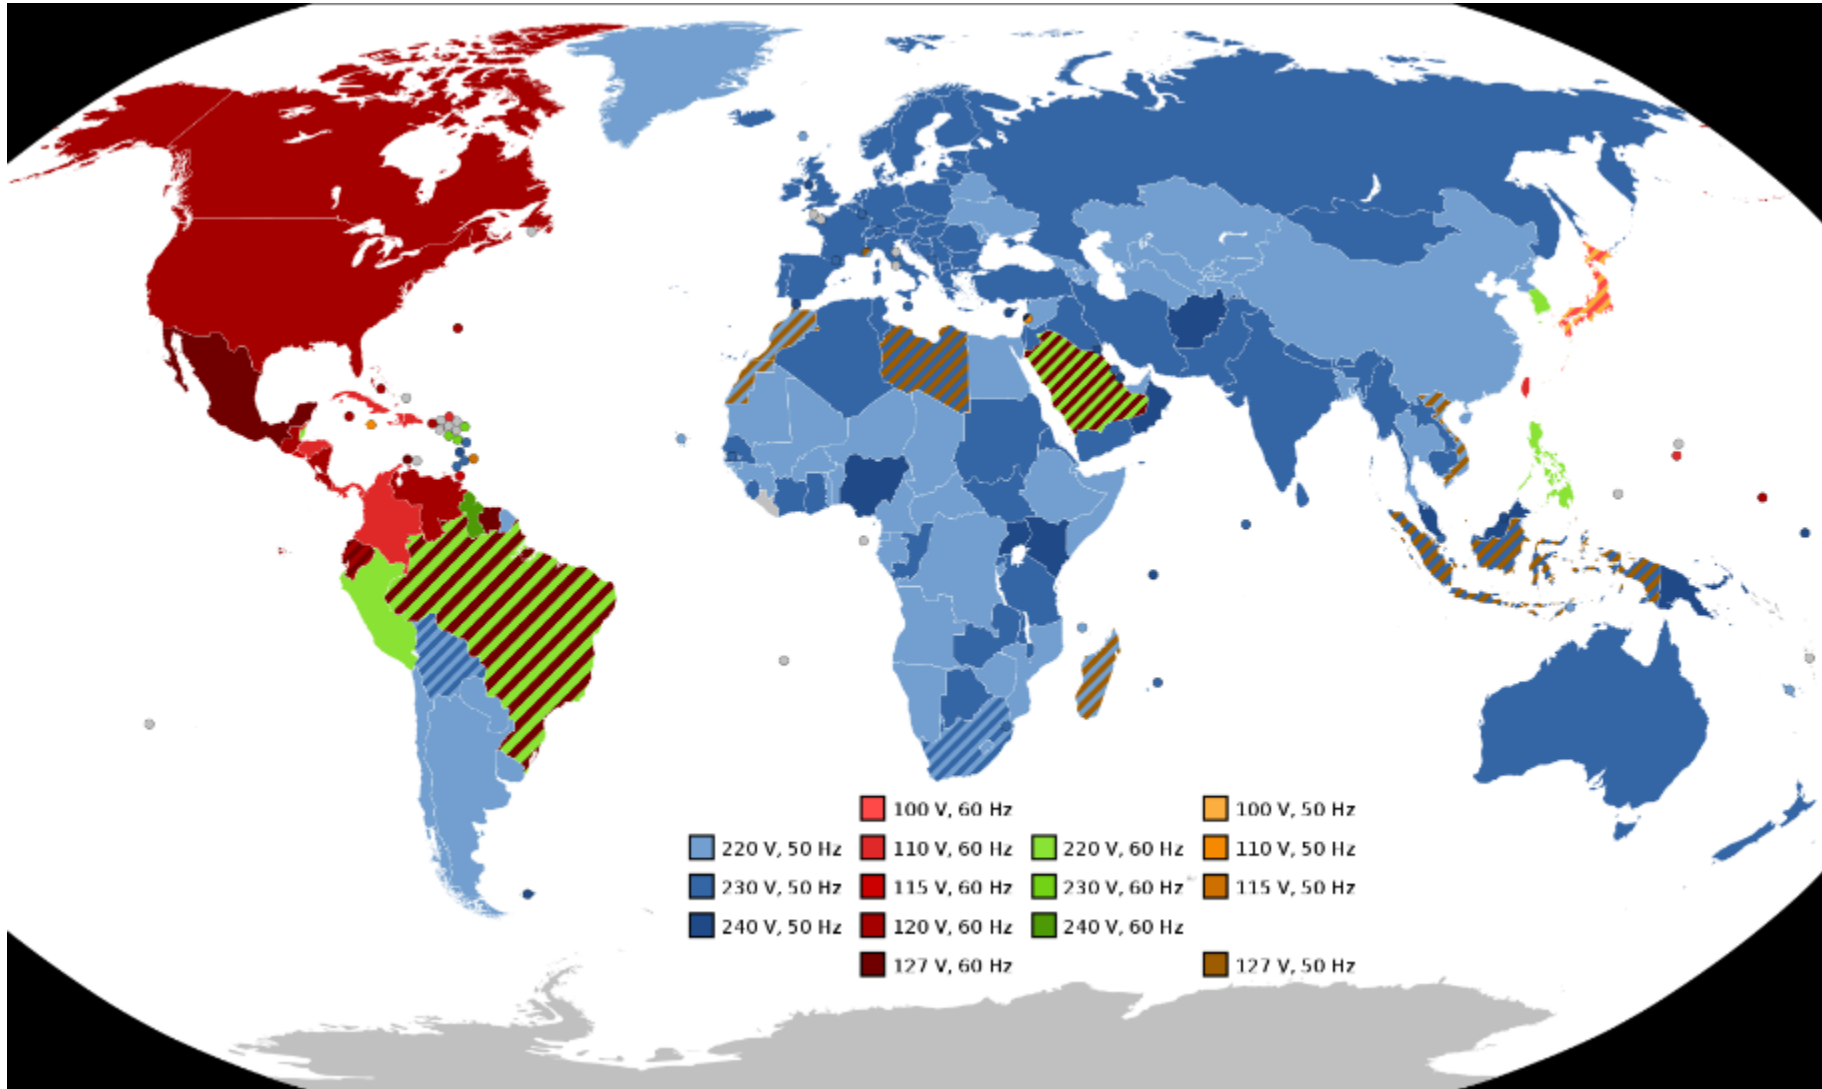 100 V, 60 Hz
100 V, 50 Hz
220 V, 50 Hz
110 V, 60 Hz
220 V, 60 Hz
110 V, 50 Hz
230 V, 50 Hz
115 V, 60 Hz
230 V, 60 Hz
115 V, 50 Hz
240 V, 50 Hz
120 V, 60 Hz
240 V, 60 Hz
127 V, 60 Hz
127 V, 50 Hz